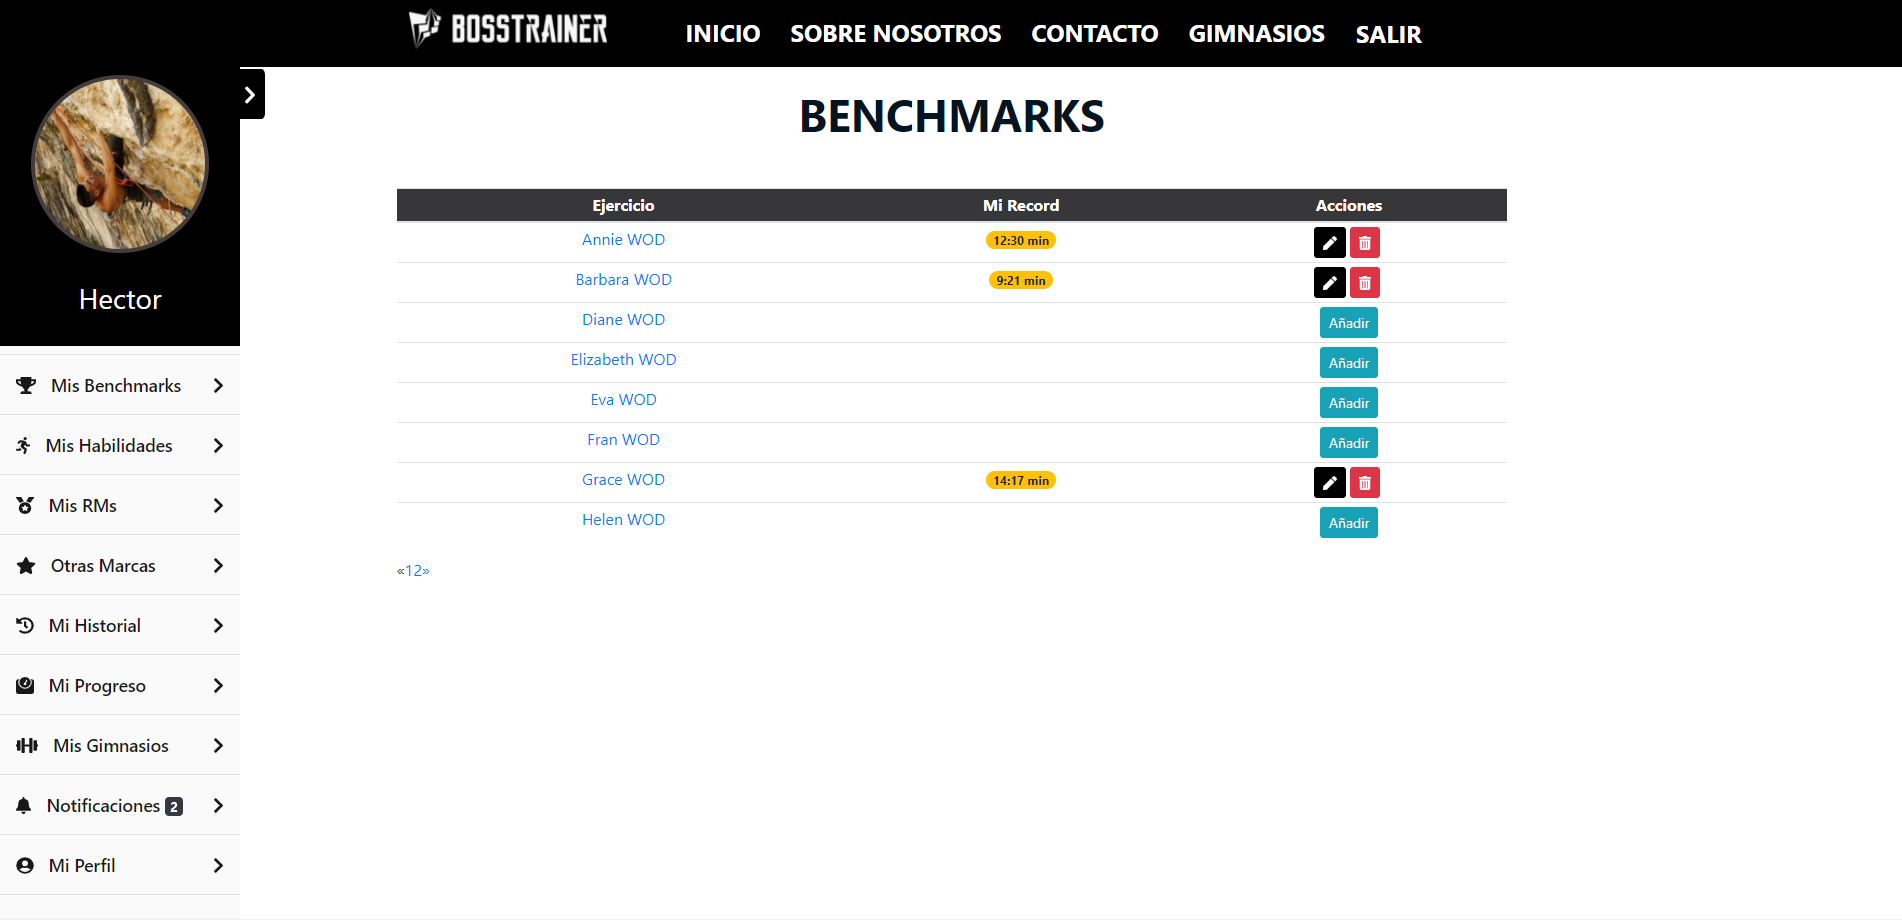 BOSSTRAINER INICIO SOBRE NOSOTROS CONTACTO GIMNASIOS SALIR
Hector
Mis Benchmarks
Mis Habilidades
Mis RMs
Otras Marcas
Mi Historial
Mi Progreso
Mis Gimnasios
Notificaciones 2
Mi Perfil
BENCHMARKS
Ejercicio Mi Record Acciones
Annie WOD 12:30 min
Barbara WOD 9:21 min
Diane WOD Añadir
Elizabeth WOD Añadir
Eva WOD Añadir
Fran WOD Añadir
Grace WOD 14:17 min
Helen WOD Añadir
«12»